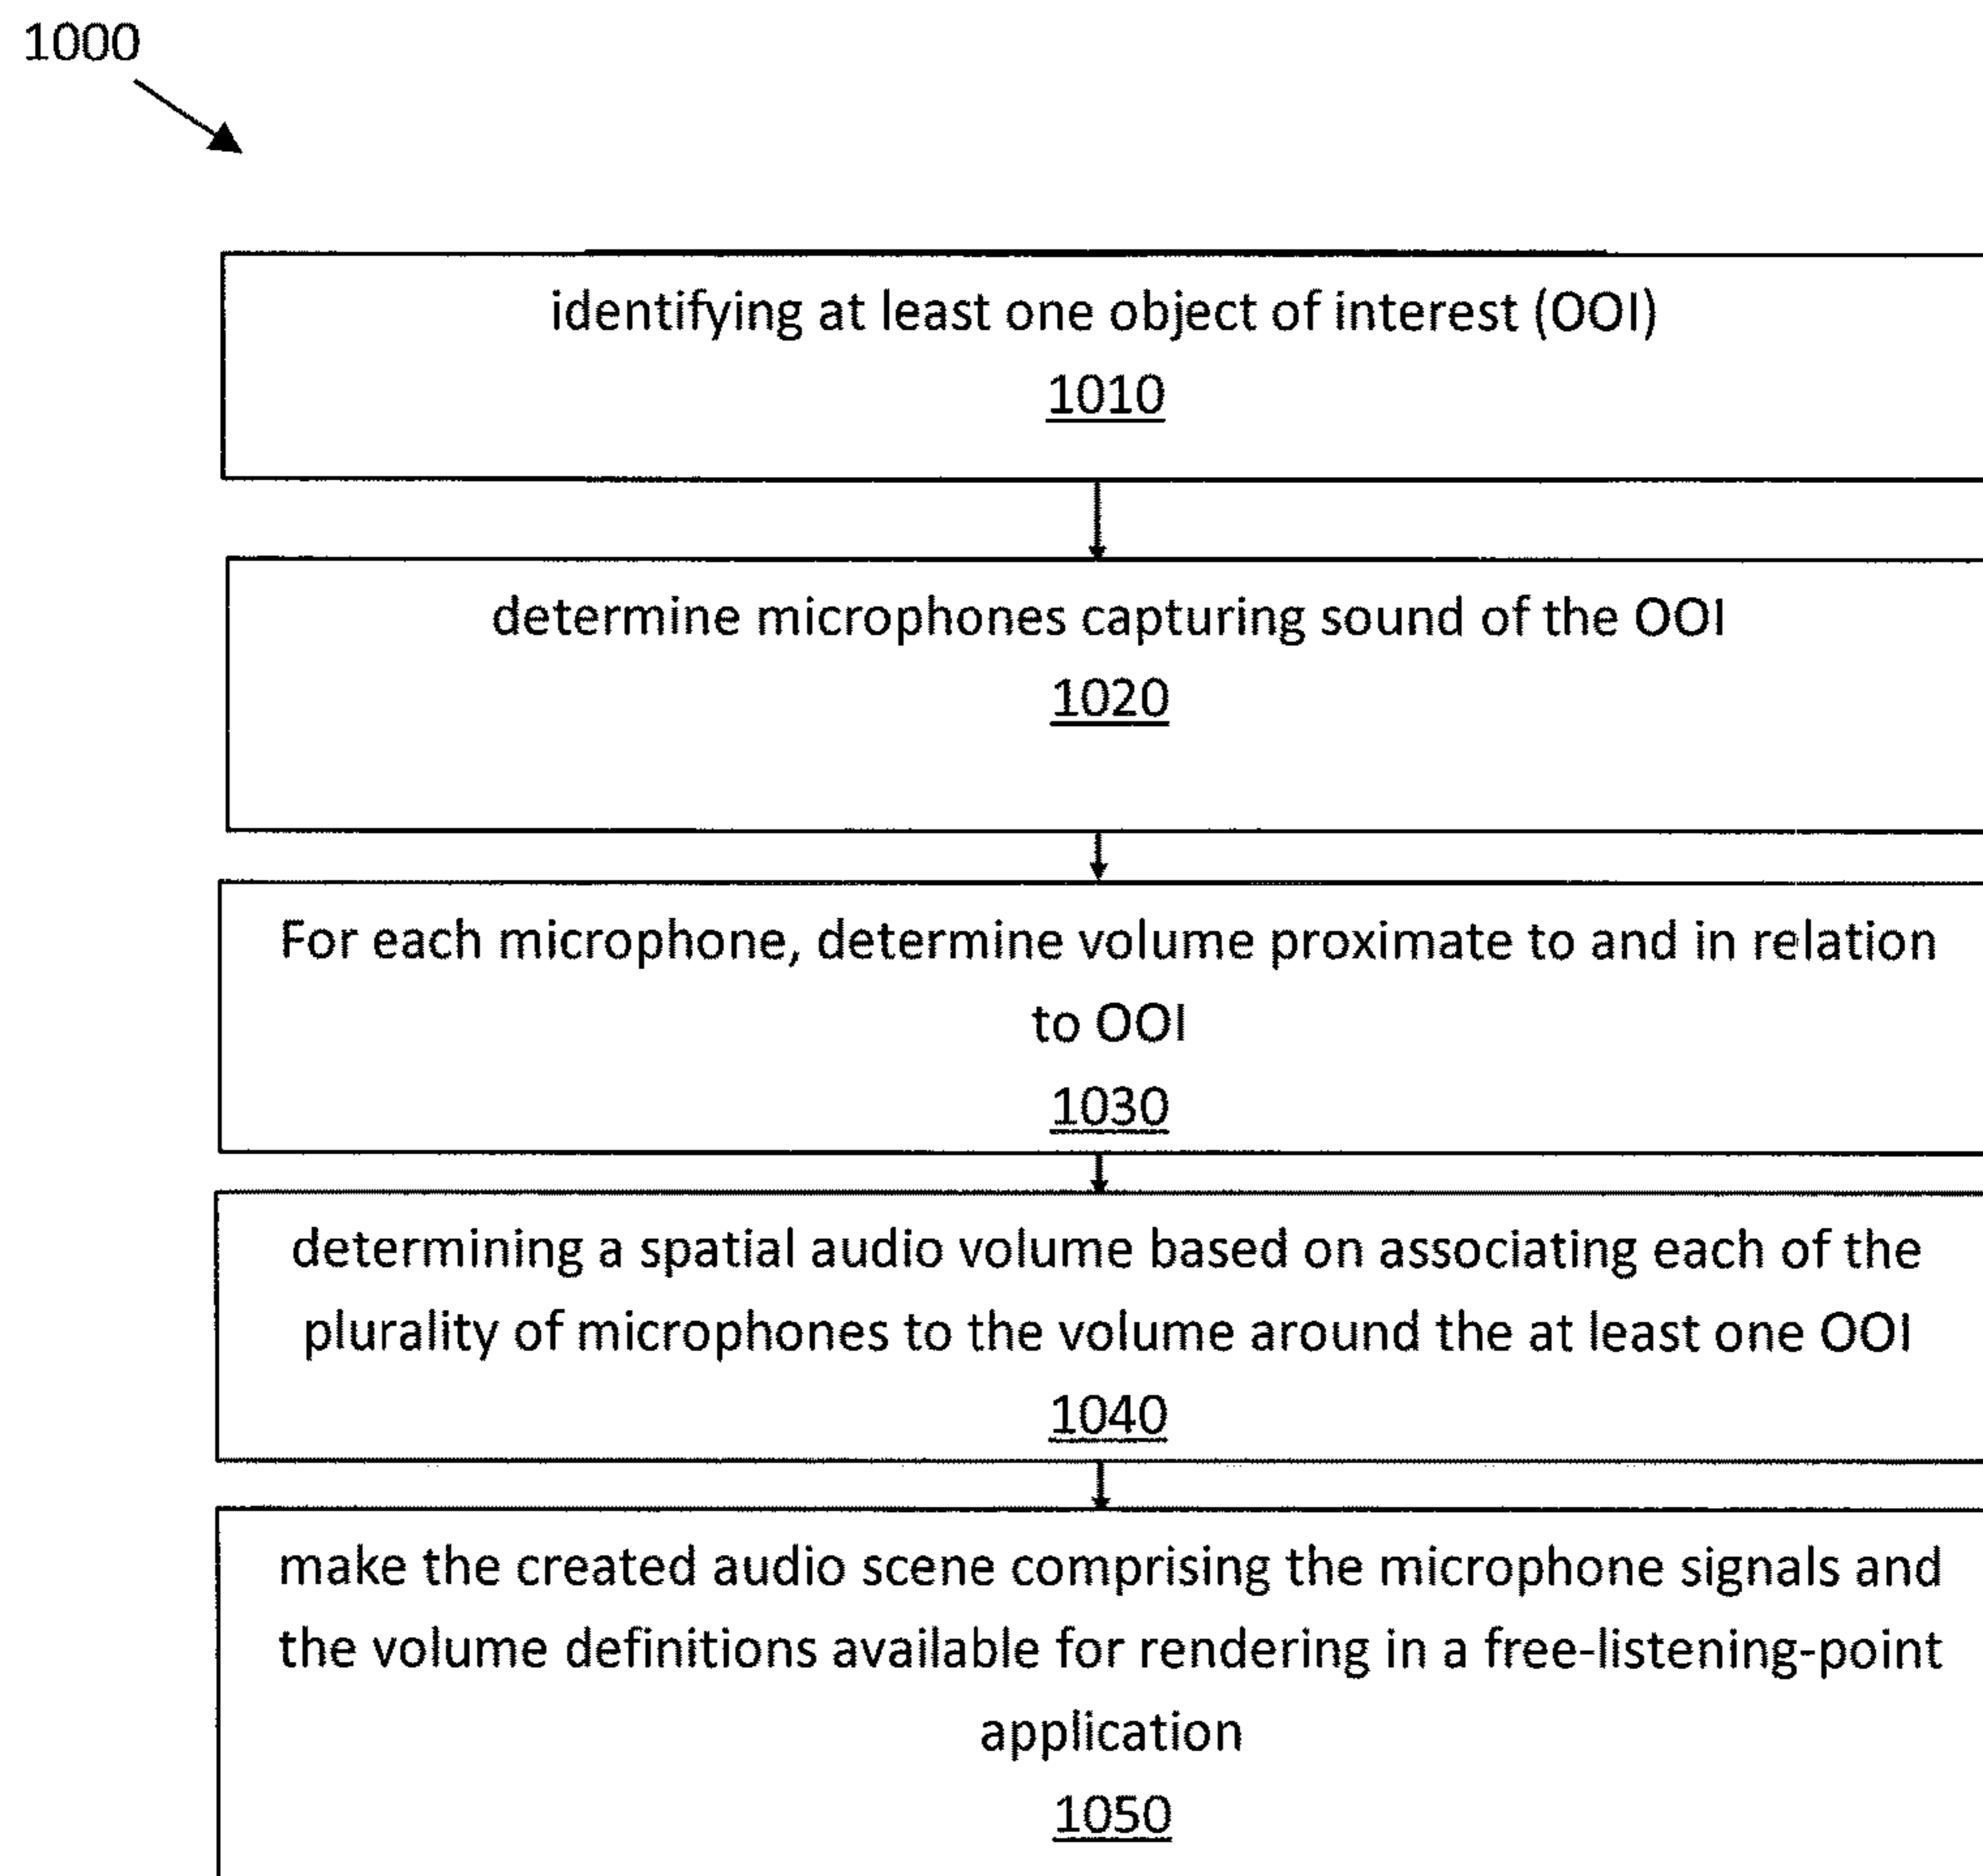 1000
identifying at least one object of interest (OOI)
1010
determine microphones capturing sound of the OOI
1020
For each microphone, determine volume proximate to and in relation
to OOI
1030
determining a spatial audio volume based on associating each of the
plurality of microphones to the volume around the at least one OOI
1040
make the created audio scene comprising the microphone signals and
the volume definitions available for rendering in a free-listening-point
application
1050